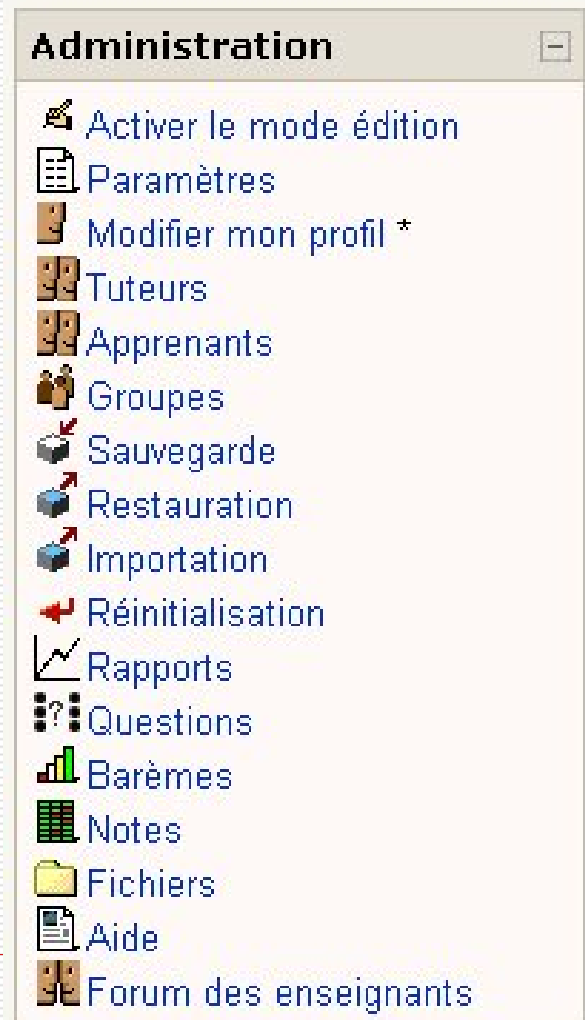 Administration
Activer le mode édition
Paramètres
Modifier mon profil *
Tuteurs
Apprenants
Groupes
Sauvegarde
Restauration
Importation
Réinitialisation
Rapports
Questions
Barèmes
Notes
Fichiers
Aide
Forum des enseignants